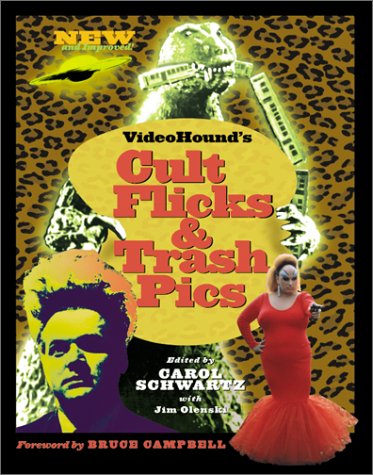 NEW
and Improved!
VideoHound's
Cult
Flicks
&
Trash
Pics
Edited by
CAROL
SCHWARTZ
with
Jim Olenski
Foreword by BRUCE CAMPBELL